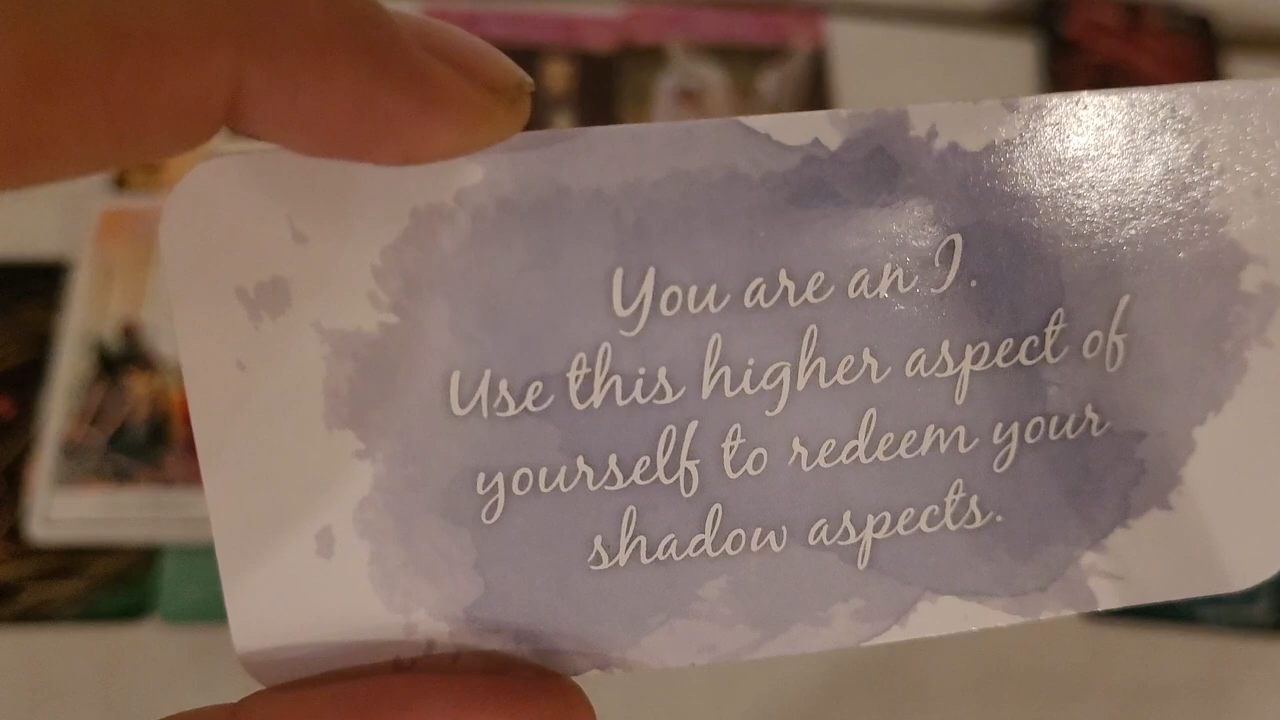 You are an I.
Use this higher aspect of
yourself to redeem your
shadow aspects.